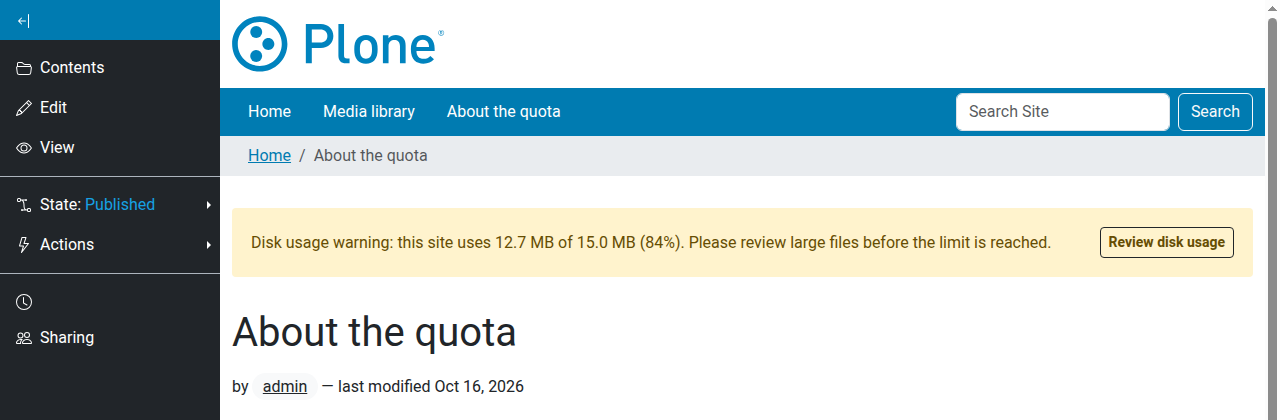 Plone®
Contents
Edit
View
State: Published
Actions
Sharing
Home Media library About the quota
Search Site
Search
Home / About the quota
Disk usage warning: this site uses 12.7 MB of 15.0 MB (84%). Please review large files before the limit is reached.
Review disk usage
About the quota
by admin — last modified Oct 16, 2026